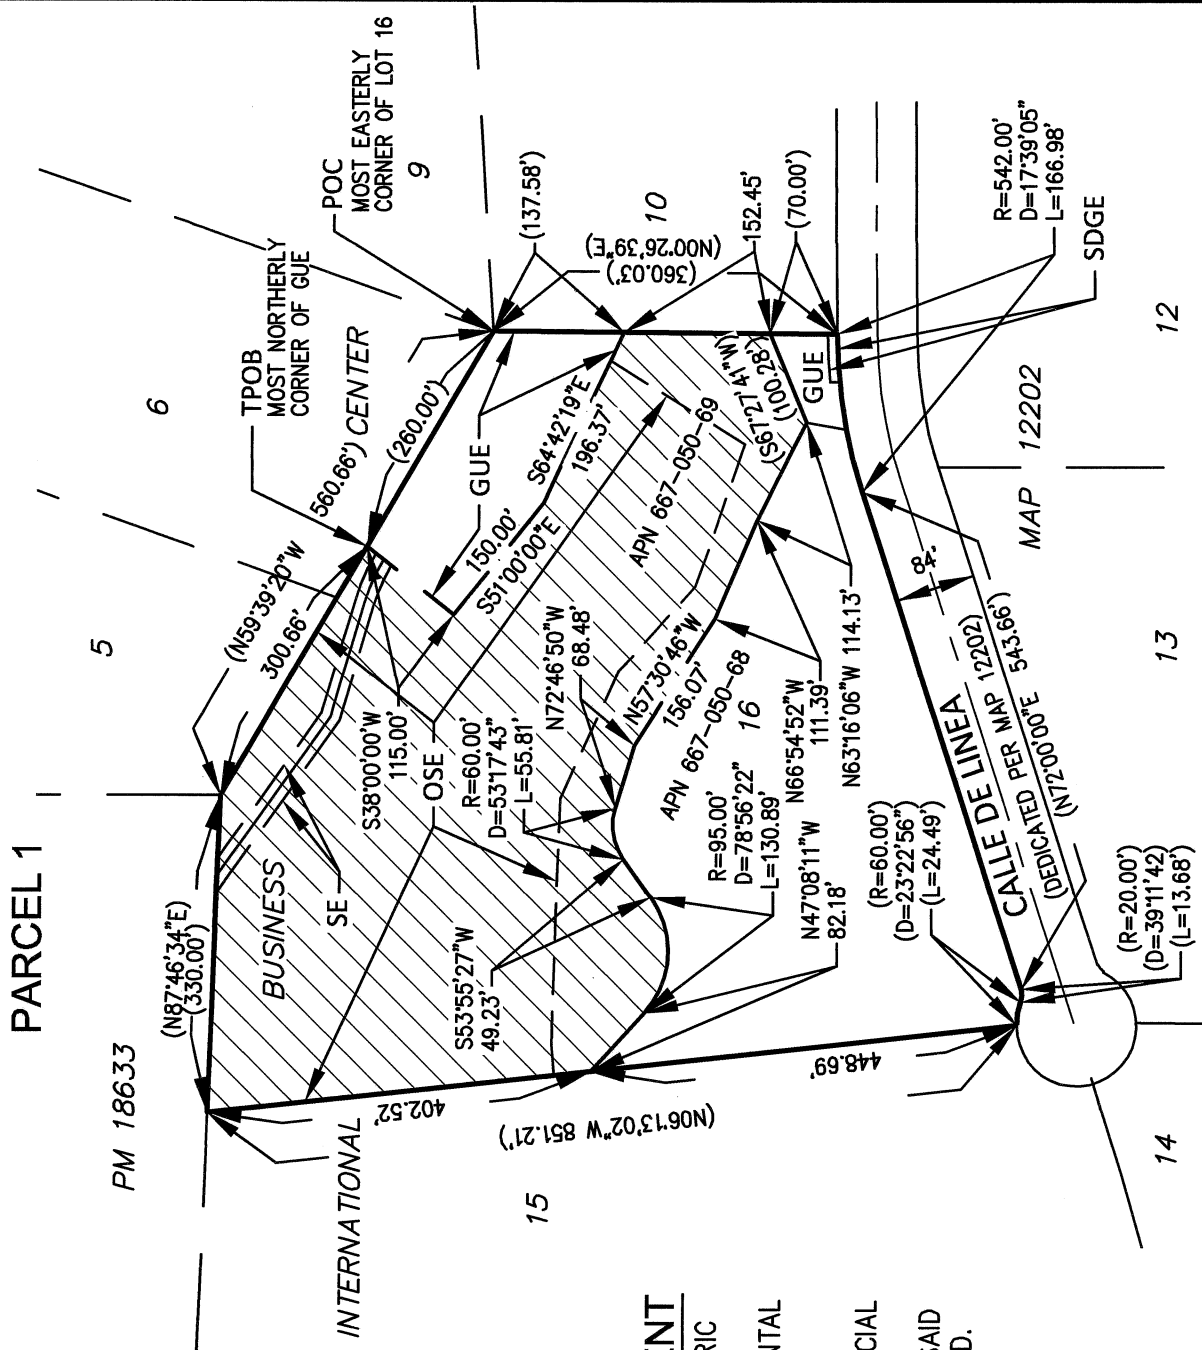 PARCEL 1
PM 18633
5
6
9
10
12
13
14
15
16
INTERNATIONAL
BUSINESS
CENTER
MAP 12202
TPOB
MOST NORTHERLY
CORNER OF GUE
POC
MOST EASTERLY
CORNER OF LOT 16
(N87°46'34"E)
(330.00')
(N59°39'20"W
560.66')
300.66'
(260.00')
(137.58')
(N00°26'39"E)
(360.03')
152.45'
(70.00')
GUE
S64°42'19"E
196.37'
150.00'
S51°00'00"E
S38°00'00"W
115.00'
OSE
SE
APN 667-050-69
(S67°27'41"W)
(100.28')
GUE
R=60.00'
D=53°17'43"
L=55.81'
N72°46'50"W
68.48'
N57°30'46"W
156.07'
APN 667-050-68
S53°55'27"W
49.23'
R=95.00'
D=78°56'22"
L=130.89'
N47°08'11"W
82.18'
N66°54'52"W
111.39'
N63°16'06"W 114.13'
(R=60.00')
(D=23°22'56"
(L=24.49')
CALLE DE LINEA
(DEDICATED PER MAP 12202)
(N72°00'00"E 543.66')
84'
(R=20.00')
(D=39°11'42)
(L=13.68')
R=542.00'
D=17°39'05"
L=166.98'
SDGE
402.52'
448.69'
(N06°13'02"W 851.21')
ENT
RIC
NTAL
CIAL
SAID
D.